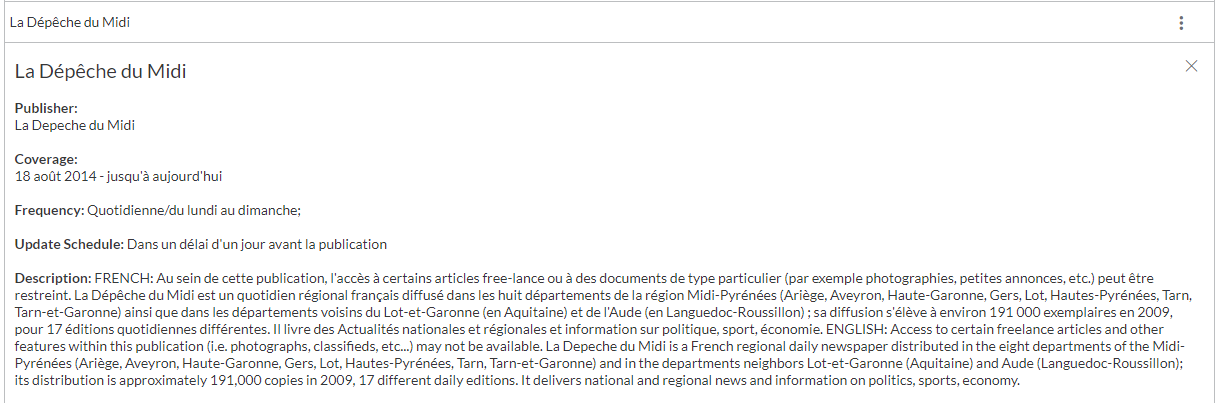 La Dépêche du Midi
La Dépêche du Midi
Publisher:
La Depeche du Midi
Coverage:
18 août 2014 - jusqu'à aujourd'hui
Frequency: Quotidienne/du lundi au dimanche;
Update Schedule: Dans un délai d'un jour avant la publication
Description: FRENCH: Au sein de cette publication, l'accès à certains articles free-lance ou à des documents de type particulier (par exemple photographies, petites annonces, etc.) peut être
restreint. La Dépêche du Midi est un quotidien régional français diffusé dans les huit départements de la région Midi-Pyrénées (Ariège, Aveyron, Haute-Garonne, Gers, Lot, Hautes-Pyrénées, Tarn,
Tarn-et-Garonne) ainsi que dans les départements voisins du Lot-et-Garonne (en Aquitaine) et de l'Aude (en Languedoc-Roussillon) ; sa diffusion s'élève à environ 191 000 exemplaires en 2009,
pour 17 éditions quotidiennes différentes. Il livre des Actualités nationales et régionales et information sur politique, sport, économie. ENGLISH: Access to certain freelance articles and other
features within this publication (i.e. photographs, classifieds, etc...) may not be available. La Depeche du Midi is a French regional daily newspaper distributed in the eight departments of the Midi-
Pyrénées (Ariège, Aveyron, Haute-Garonne, Gers, Lot, Hautes-Pyrénées, Tarn, Tarn-et-Garonne) and in the departments neighbors Lot-et-Garonne (Aquitaine) and Aude (Languedoc-Roussillon);
its distribution is approximately 191,000 copies in 2009, 17 different daily editions. It delivers national and regional news and information on politics, sports, economy.